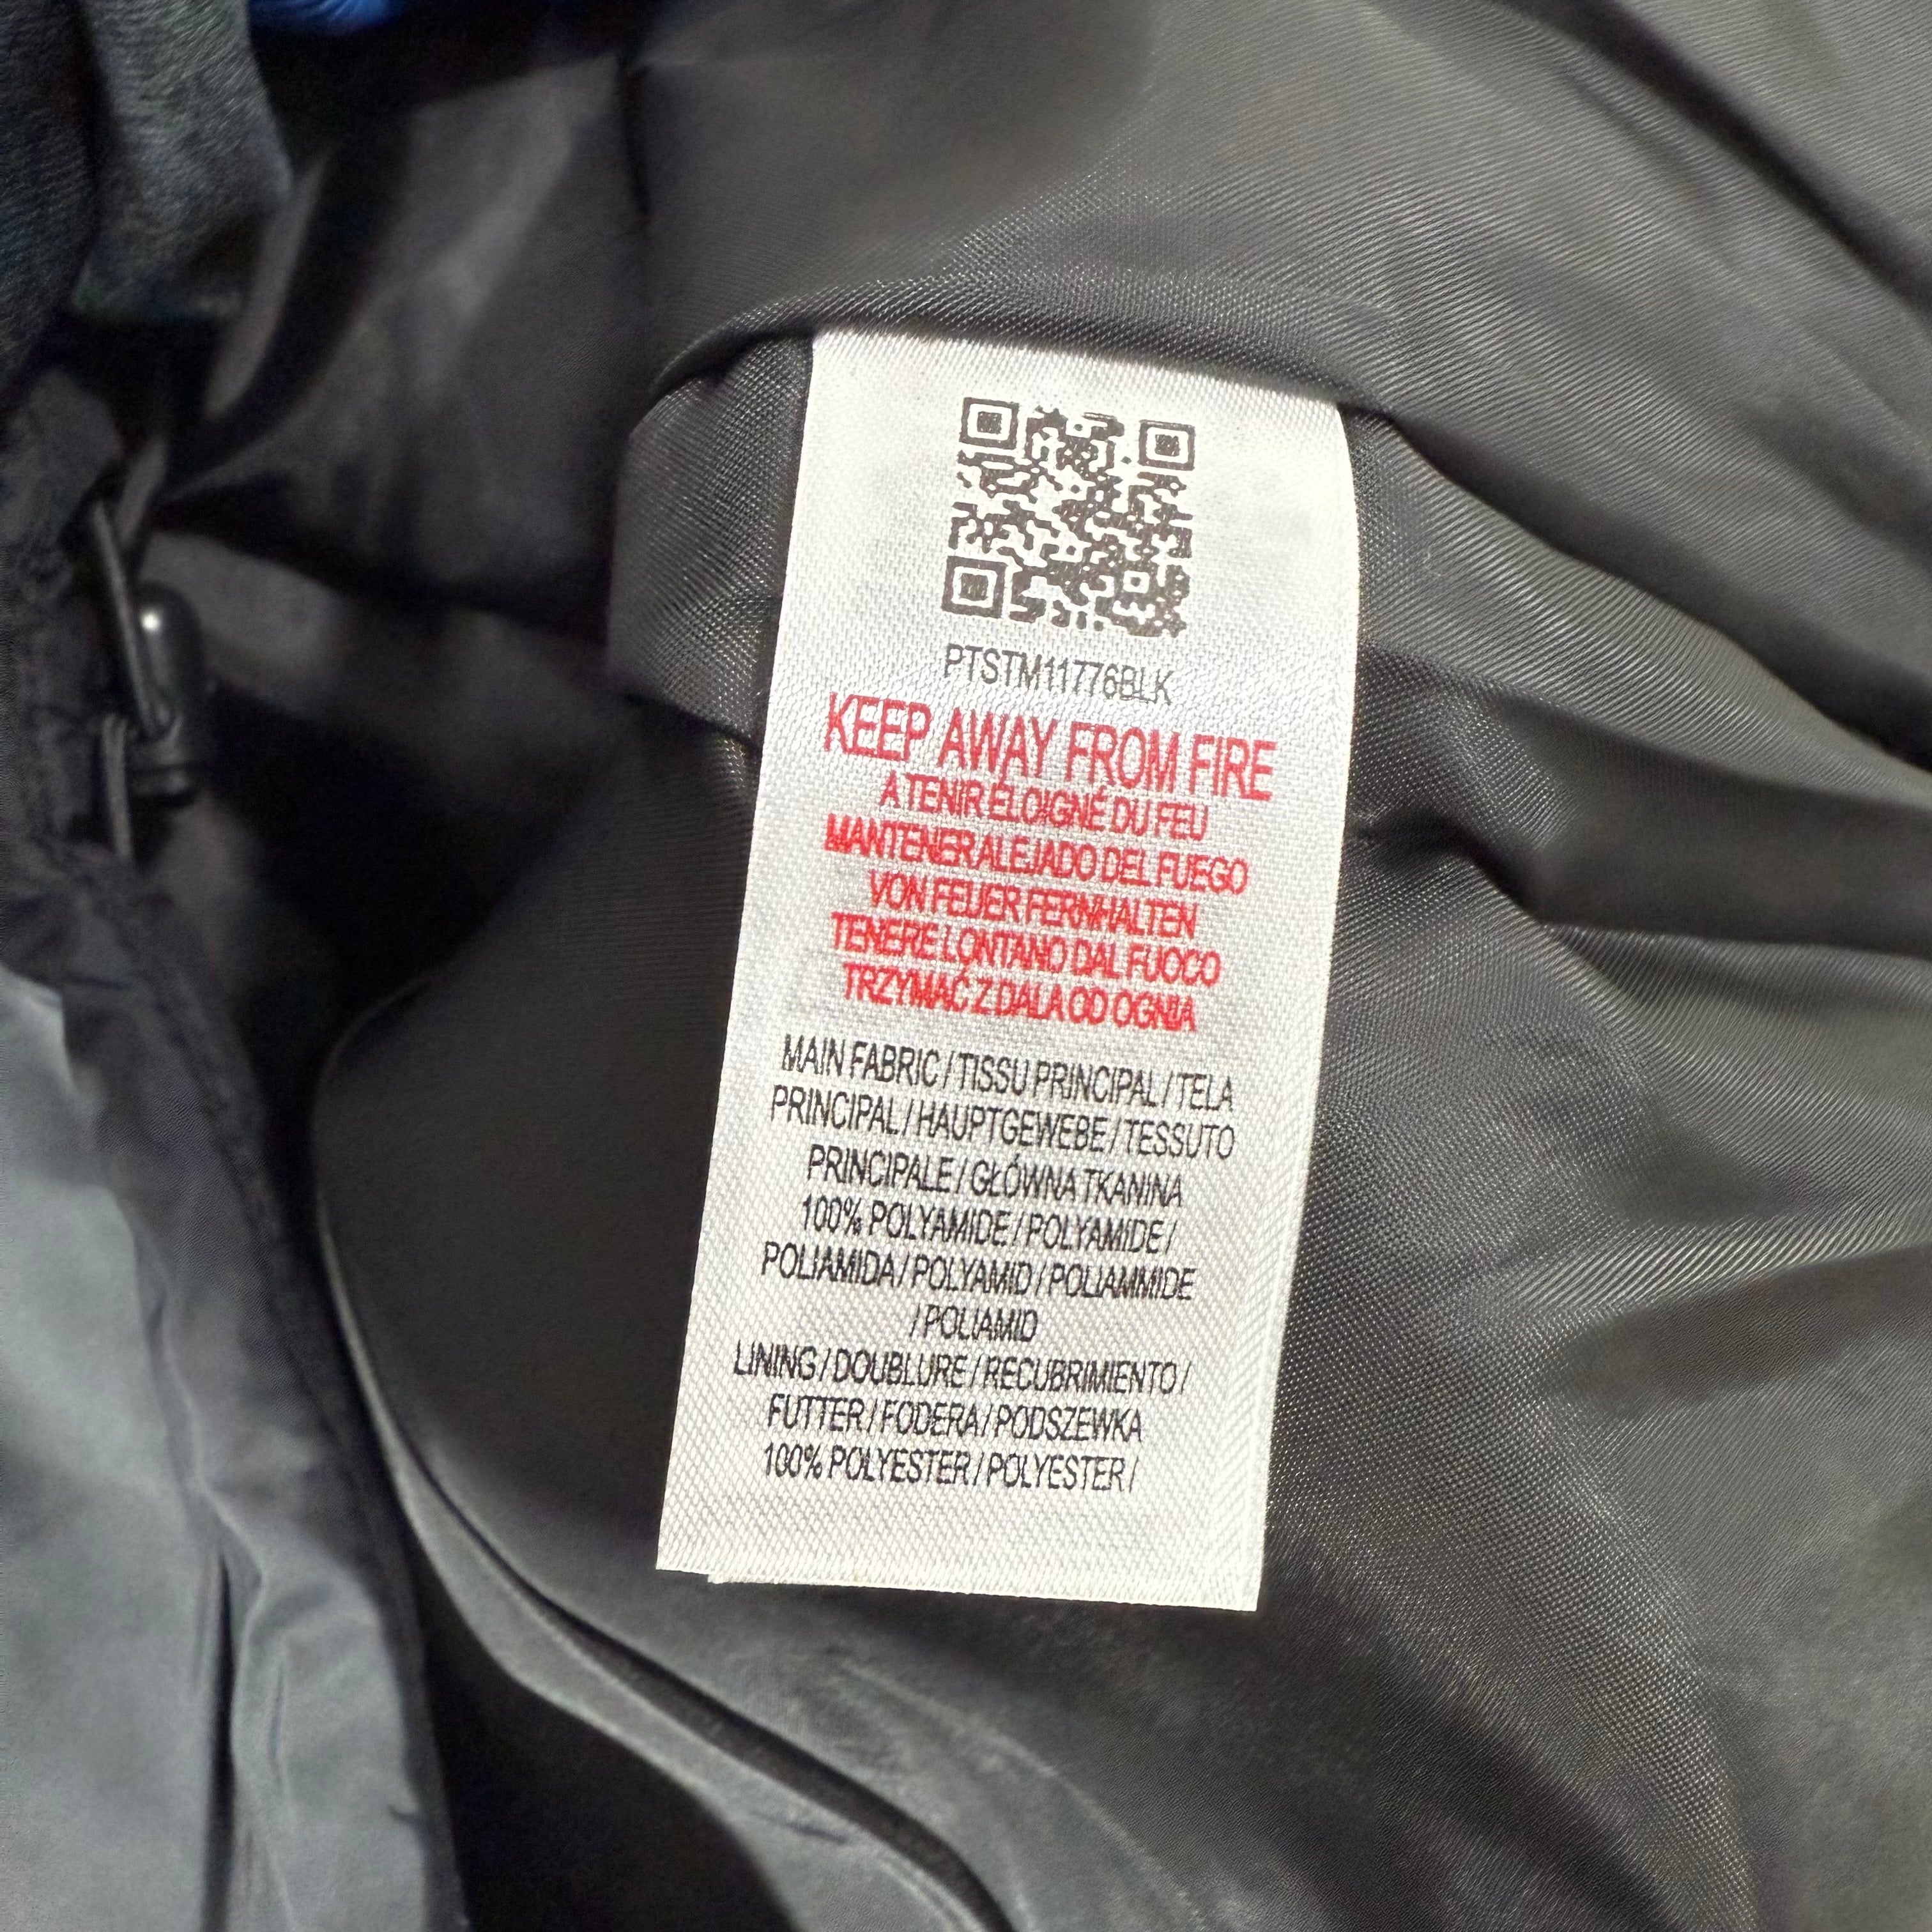 PTSTM11776BLK
KEEP AWAY FROM FIRE
A TENIR ÉLOIGNÉ DU FEU
MANTENER ALEJADO DEL FUEGO
VON FEUER FERNHALTEN
TENERE LONTANO DAL FUOCO
TRZYMAĆ Z DALA OD OGNIA
MAIN FABRIC / TISSU PRINCIPAL / TELA
PRINCIPAL / HAUPTGEWEBE / TESSUTO
PRINCIPALE / GŁÓWNA TKANINA
100% POLYAMIDE / POLYAMIDE /
POLIAMIDA / POLYAMID / POLIAMMIDE
/ POLIAMID
LINING / DOUBLURE / RECUBRIMIENTO /
FUTTER / FODERA / PODSZEWKA
100% POLYESTER / POLYESTER /